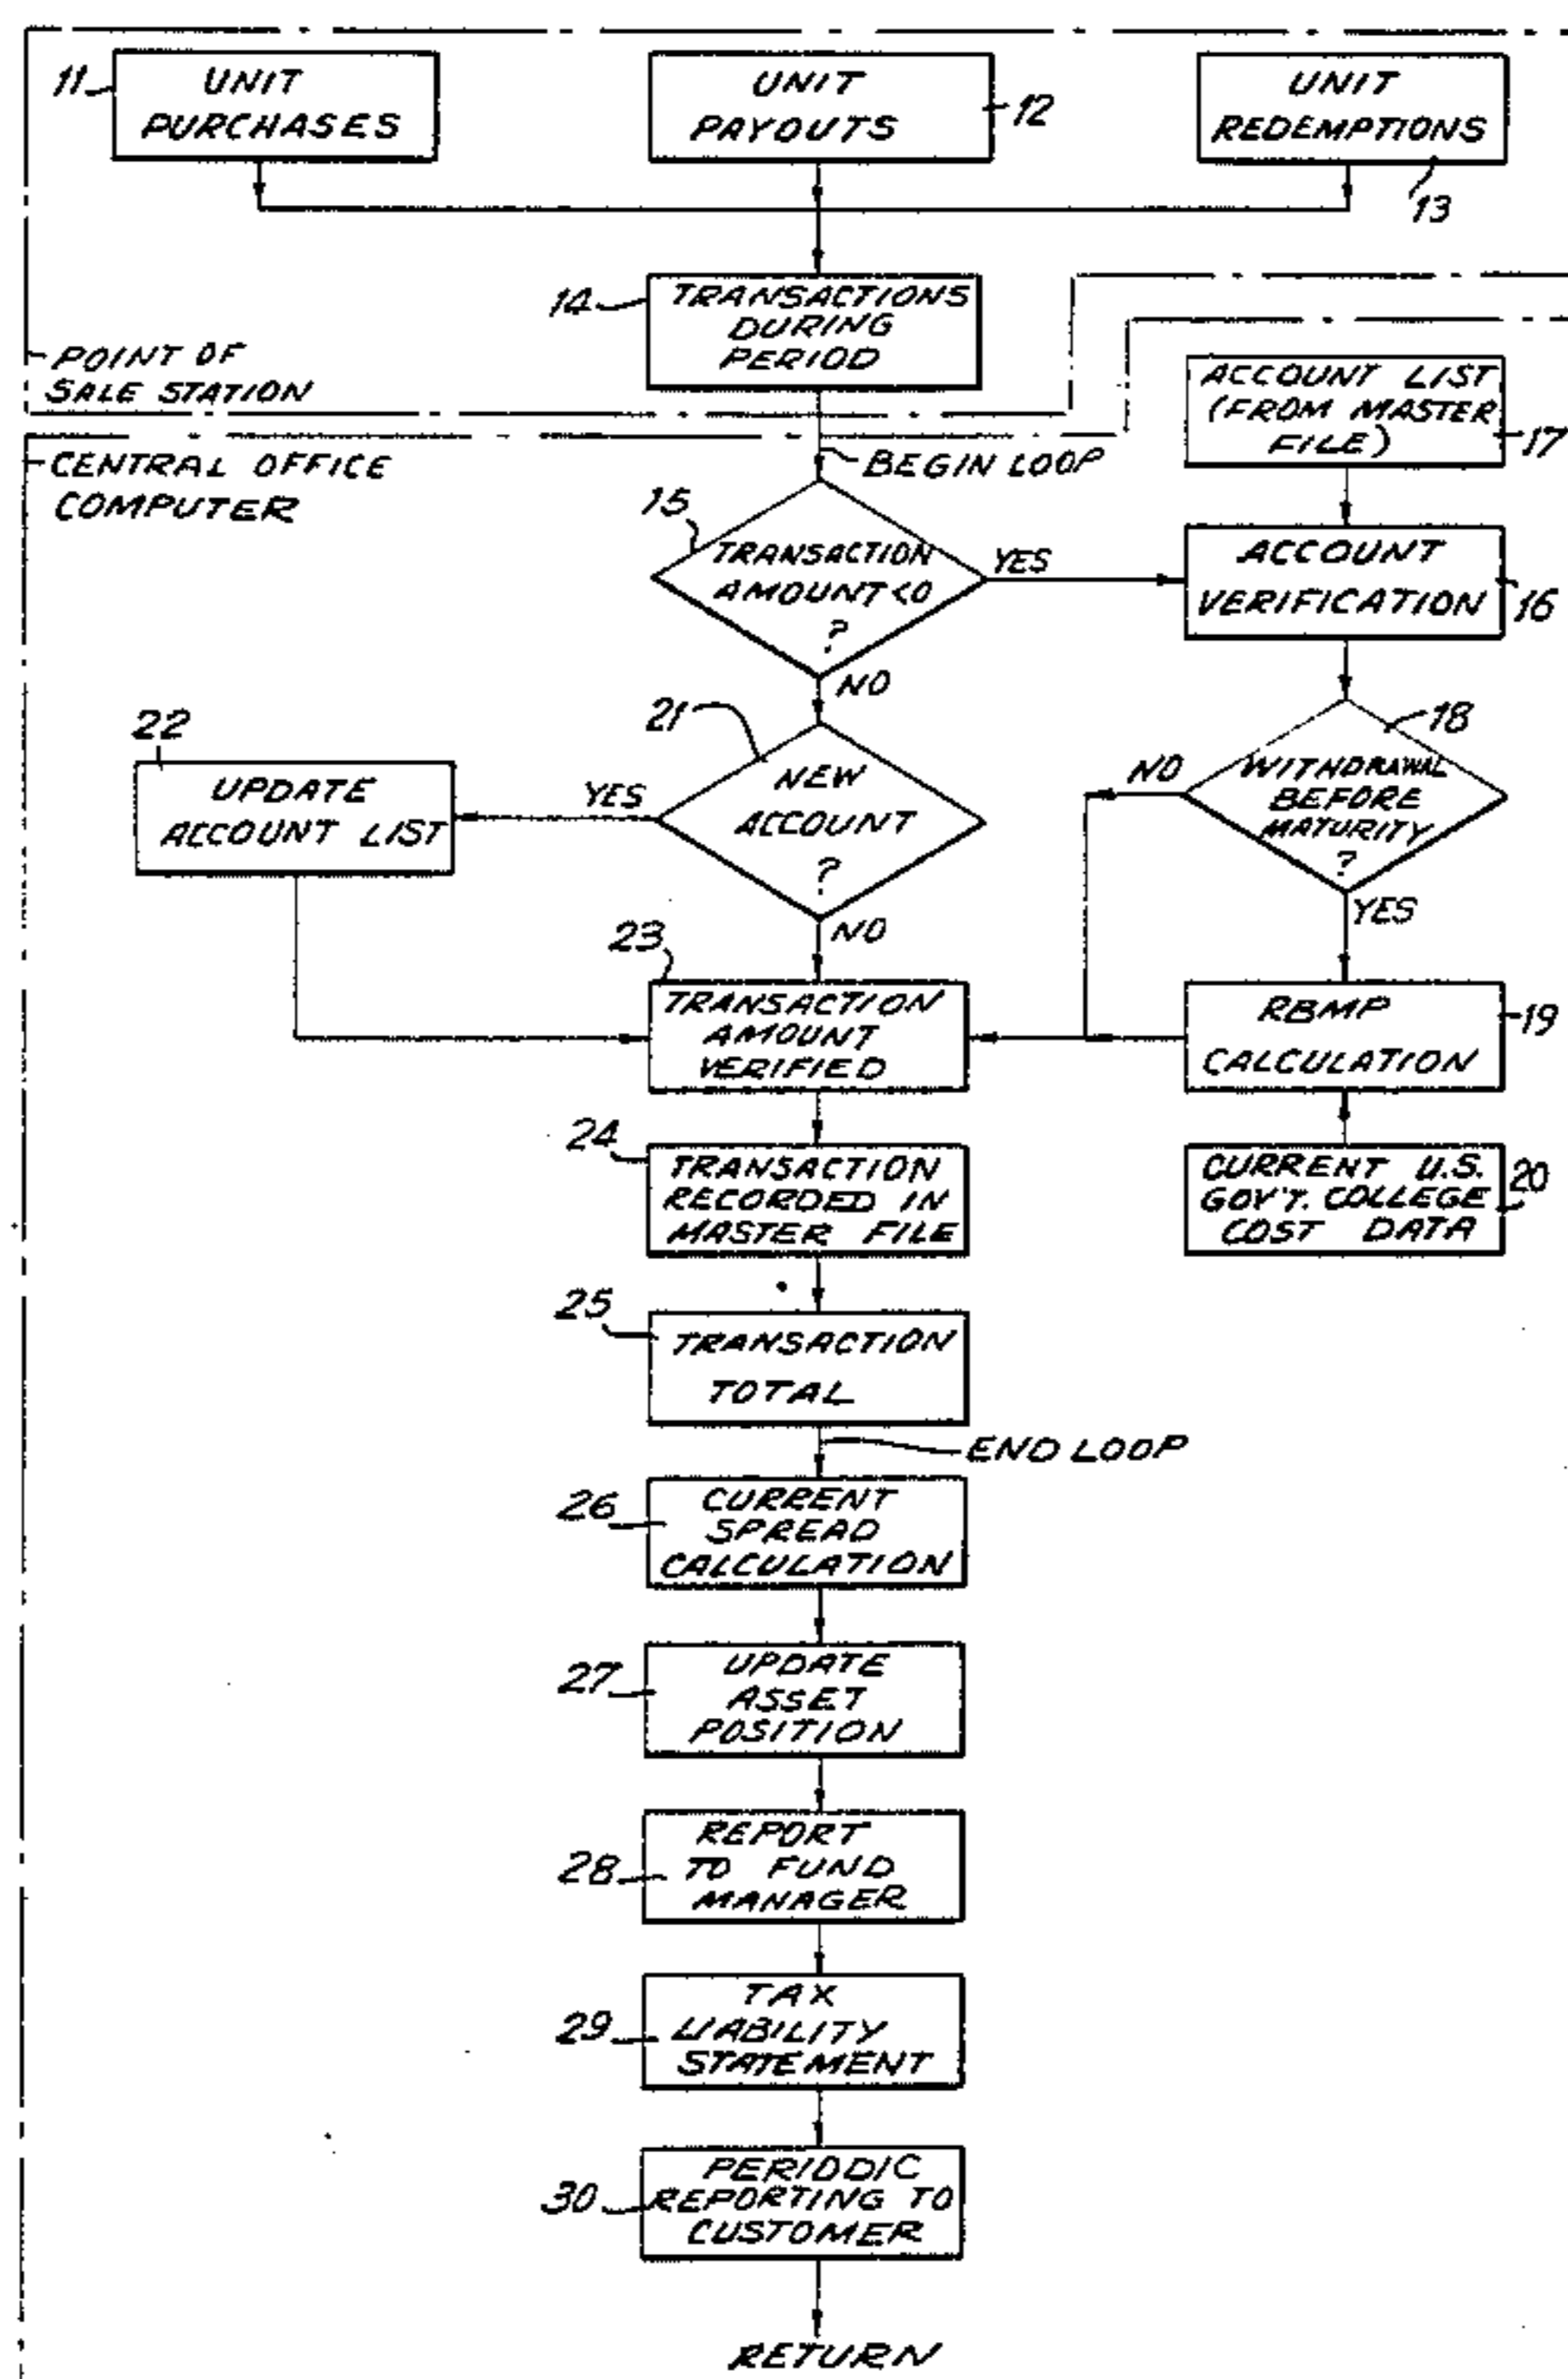 11
UNIT
PURCHASES
UNIT
PAYOUTS
12
UNIT
REDEMPTIONS
13
14
TRANSACTIONS
DURING
PERIOD
POINT OF
SALE STATION
CENTRAL OFFICE
COMPUTER
BEGIN LOOP
ACCOUNT LIST
(FROM MASTER
FILE)
17
15
TRANSACTION
AMOUNT <0
?
YES
NO
ACCOUNT
VERIFICATION
16
18
WITHDRAWAL
BEFORE
MATURITY
?
NO
YES
21
NEW
ACCOUNT
?
YES
NO
22
UPDATE
ACCOUNT LIST
23
TRANSACTION
AMOUNT
VERIFIED
RBMP
CALCULATION
19
24
TRANSACTION
RECORDED IN
MASTER FILE
CURRENT U.S.
GOV'T. COLLEGE
COST DATA
20
25
TRANSACTION
TOTAL
END LOOP
26
CURRENT
SPREAD
CALCULATION
27
UPDATE
ASSET
POSITION
28
REPORT
TO FUND
MANAGER
29
TAX
LIABILITY
STATEMENT
30
PERIODIC
REPORTING TO
CUSTOMER
RETURN